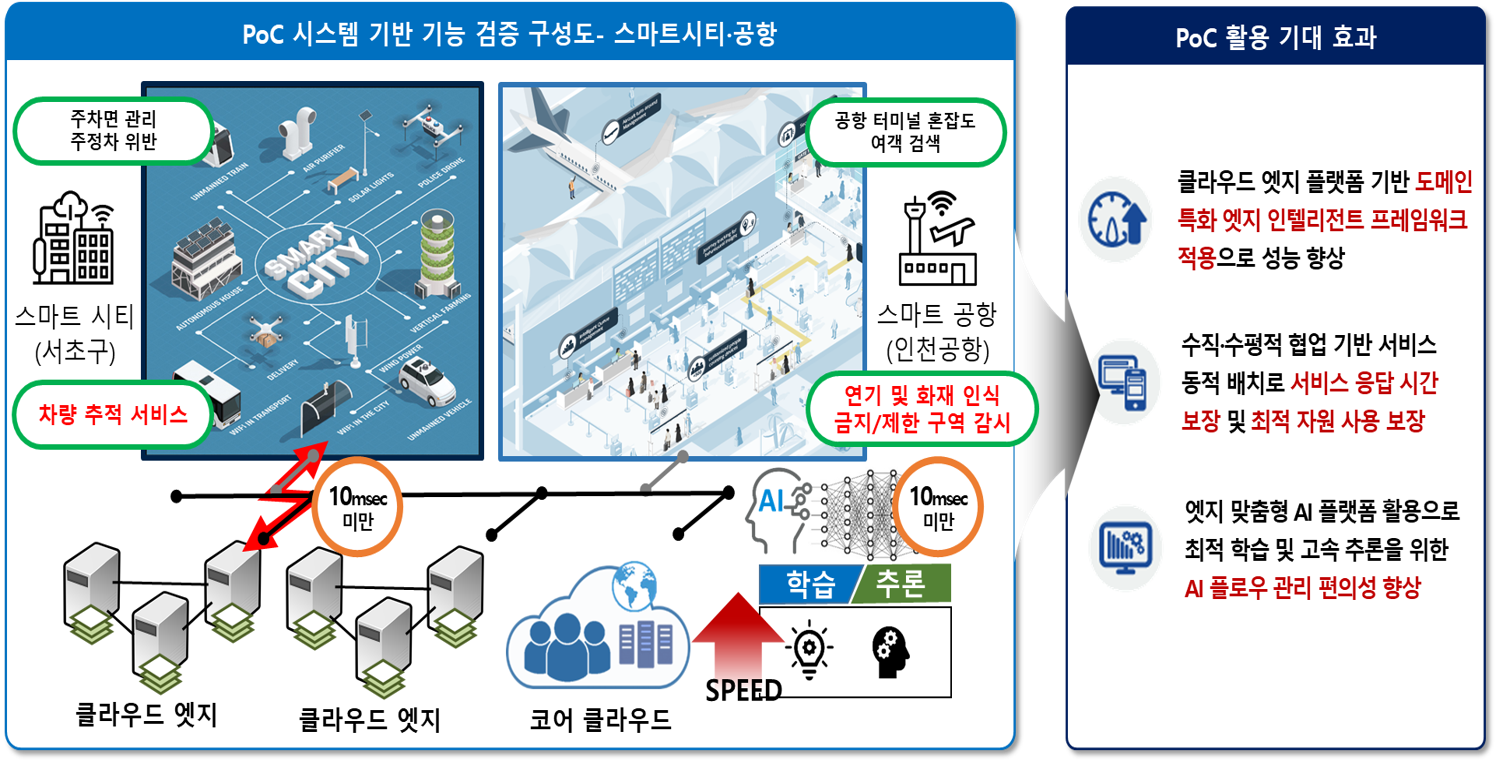 PoC 시스템 기반 기능 검증 구성도- 스마트시티·공항
주차면 관리
주정차 위반
스마트 시티
(서초구)
차량 추적 서비스
UNMANNED TRAIN
AIR PURIFIER
SOLAR LIGHTS
POLICE DRONE
SMART
CITY
AUTONOMOUS HOUSE
VERTICAL FARMING
DELIVERY
WIND POWER
WIFI IN TRANSPORT
WIFI IN THE CITY
UNMANNED VEHICLE
Management
공항 터미널 혼잡도
여객 검색
스마트 공항
(인천공항)
연기 및 화재 인식
금지/제한 구역 감시
10msec
미만
AI
10msec
미만
학습
추론
SPEED
클라우드 엣지
클라우드 엣지
코어 클라우드
PoC 활용 기대 효과
클라우드 엣지 플랫폼 기반 도메인
특화 엣지 인텔리전트 프레임워크
적용으로 성능 향상
수직·수평적 협업 기반 서비스
동적 배치로 서비스 응답 시간
보장 및 최적 자원 사용 보장
엣지 맞춤형 AI 플랫폼 활용으로
최적 학습 및 고속 추론을 위한
AI 플로우 관리 편의성 향상